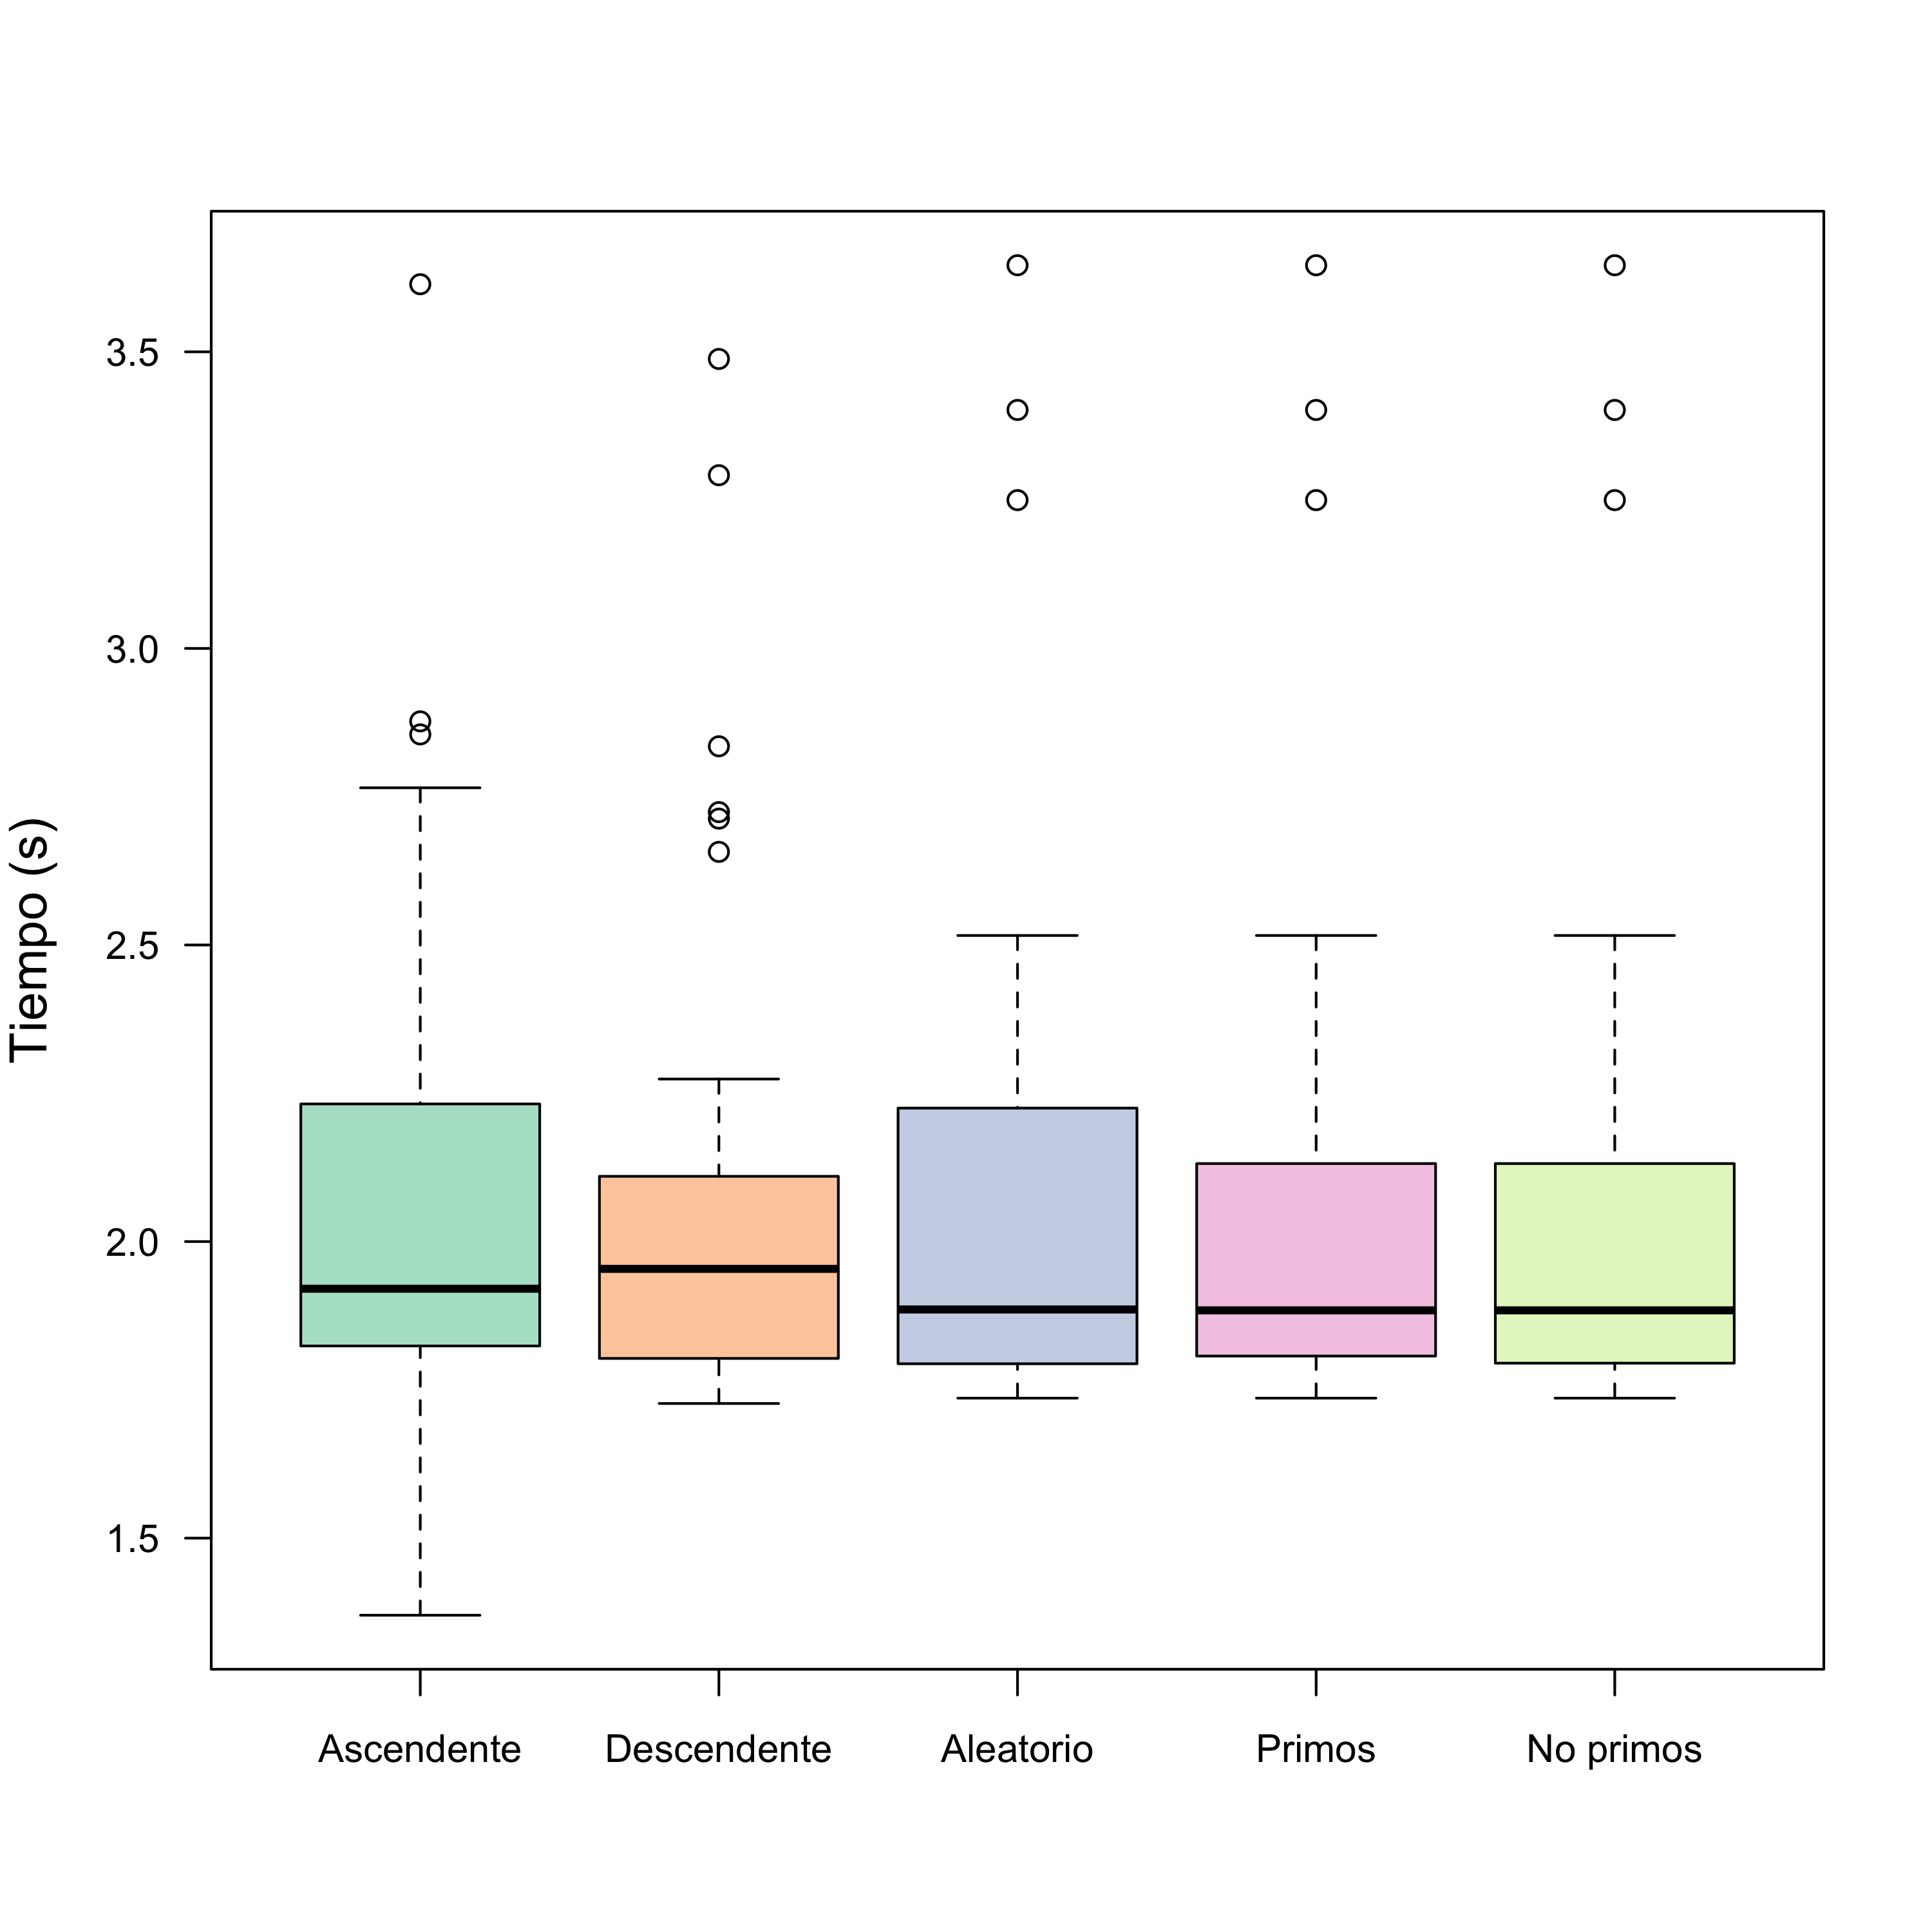 Tiempo (s)
3.5
3.0
2.5
2.0
1.5
Ascendente Descendente Aleatorio Primos No primos